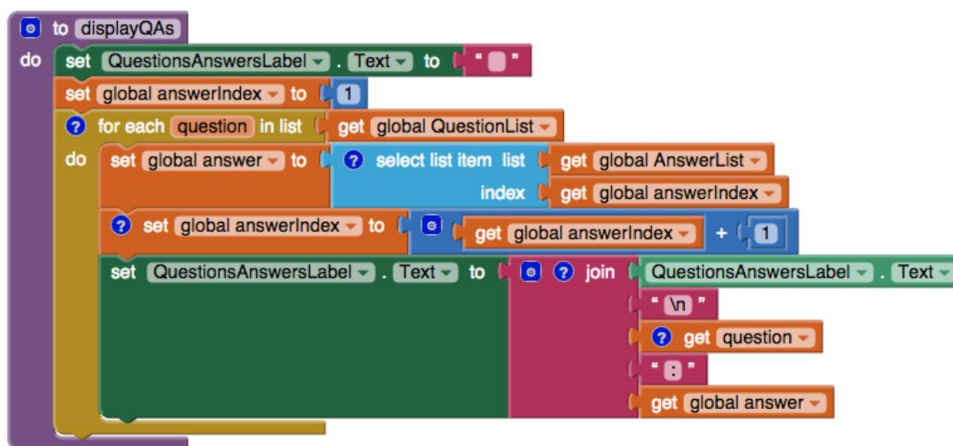 to displayQAs
do set QuestionsAnswersLabel . Text to " "
set global answerIndex to 1
? for each question in list get global QuestionList
do set global answer to ? select list item list get global AnswerList
index get global answerIndex
? set global answerIndex to get global answerIndex + 1
set QuestionsAnswersLabel . Text to ? join QuestionsAnswersLabel . Text
" \n "
? get question
" : "
get global answer